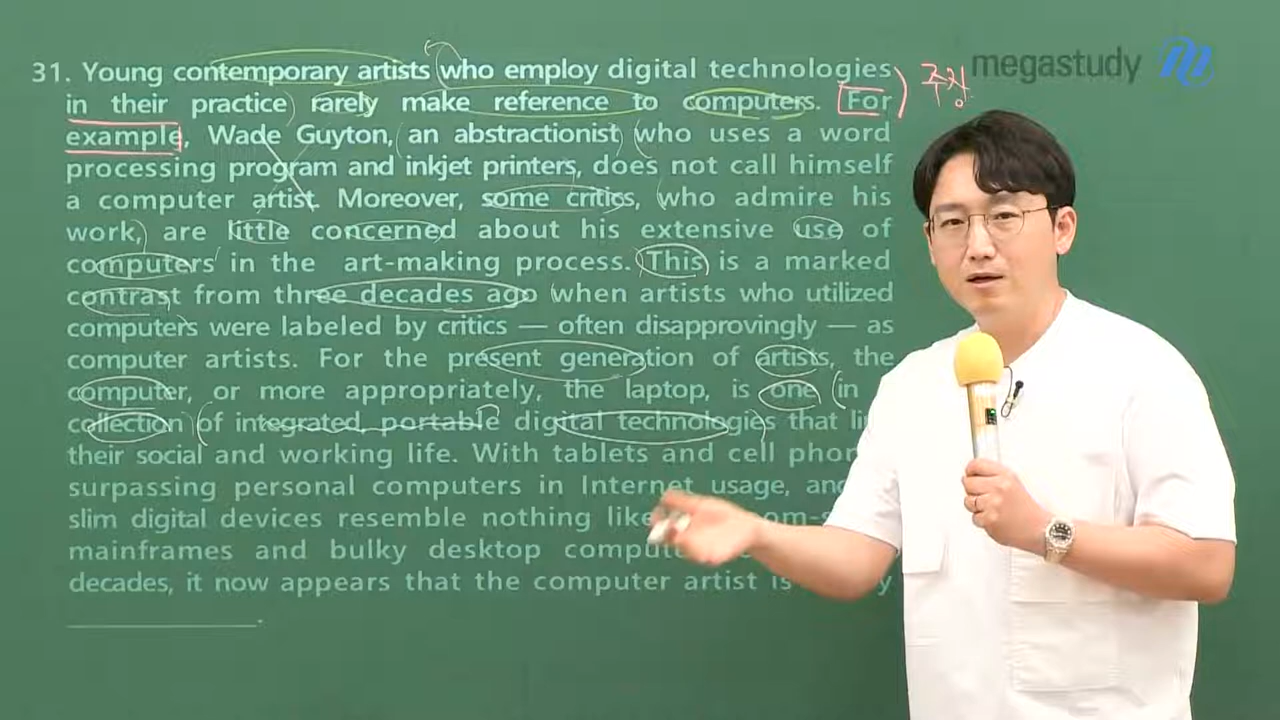 31. Young contemporary artists who employ digital technologies
in their practice rarely make reference to computers. For
example, Wade Guyton, an abstractionist who uses a word
processing program and inkjet printers, does not call himself
a computer artist. Moreover, some critics, who admire his
work, are little concerned about his extensive use of
computers in the art-making process. This is a marked
contrast from three decades ago when artists who utilized
computers were labeled by critics — often disapprovingly — as
computer artists. For the present generation of artists, the
computer, or more appropriately, the laptop, is one in
collection of integrated, portable digital technologies that
their social and working life. With tablets and cell
surpassing personal computers in Internet usage, and
slim digital devices resemble nothing like
mainframes and bulky desktop
decades, it now appears that the computer artist is
megastudy
주장